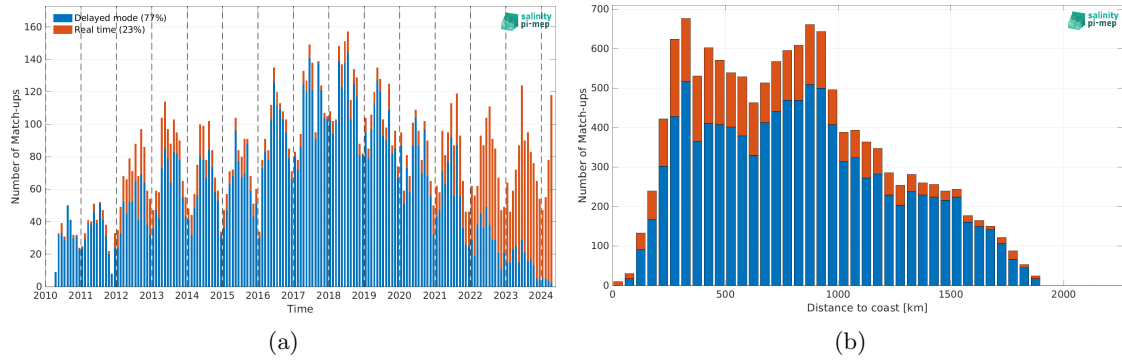 Delayed mode (77%)
Real time (23%)
salinity
pi-mep
160
140
120
100
80
60
40
20
0
Number of Match-ups
2010 2011 2012 2013 2014 2015 2016 2017 2018 2019 2020 2021 2022 2023 2024
Time
(a)
salinity
pi-mep
700
600
500
400
300
200
100
0
Number of Match-ups
0 500 1000 1500 2000
Distance to coast [km]
(b)